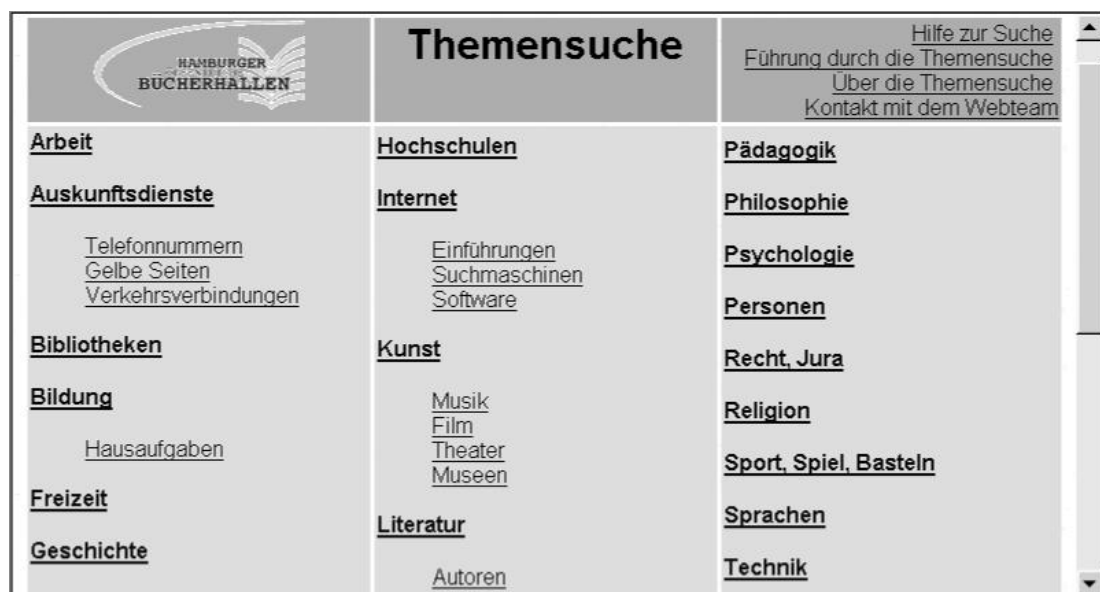 HAMBURGER
BÜCHERHALLEN
Themensuche
Hilfe zur Suche
Führung durch die Themensuche
Über die Themensuche
Kontakt mit dem Webteam
Arbeit
Auskunftsdienste
Telefonnummern
Gelbe Seiten
Verkehrsverbindungen
Bibliotheken
Bildung
Hausaufgaben
Freizeit
Geschichte
Hochschulen
Internet
Einführungen
Suchmaschinen
Software
Kunst
Musik
Film
Theater
Museen
Literatur
Autoren
Pädagogik
Philosophie
Psychologie
Personen
Recht, Jura
Religion
Sport, Spiel, Basteln
Sprachen
Technik